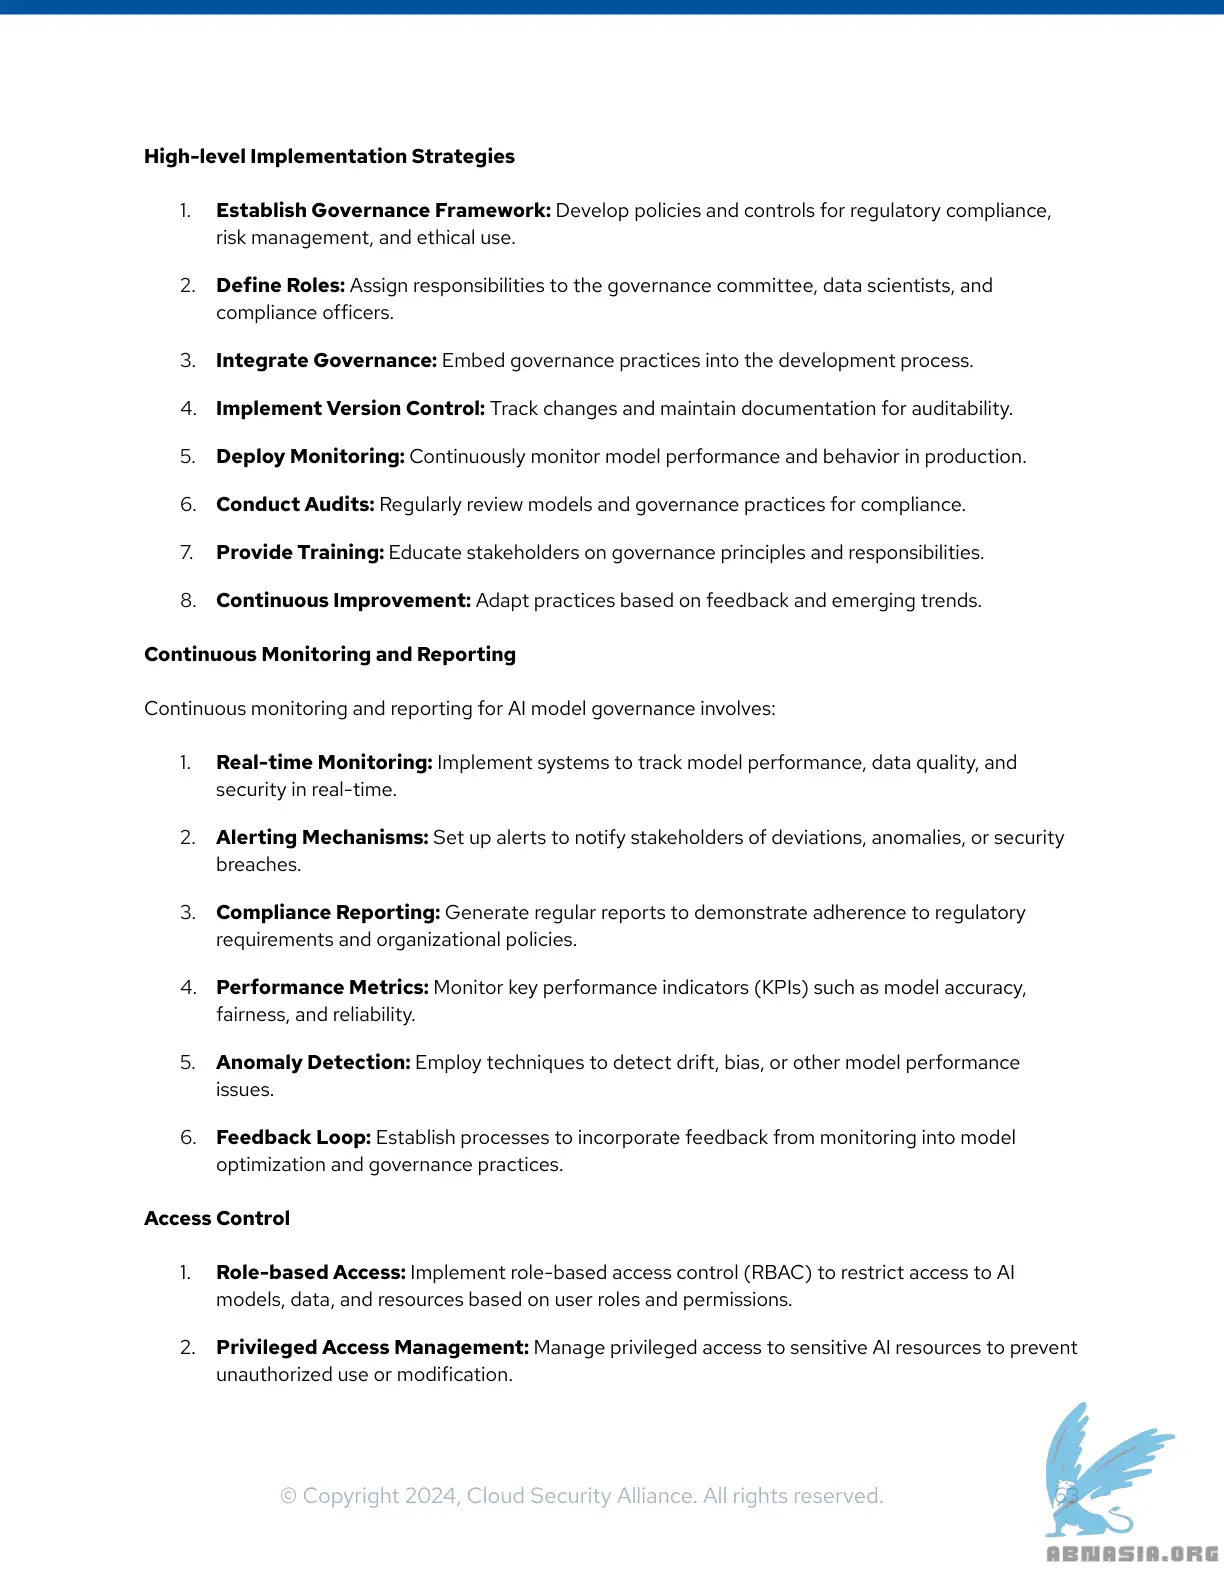 High-level Implementation Strategies
1. Establish Governance Framework: Develop policies and controls for regulatory compliance,
risk management, and ethical use.
2. Define Roles: Assign responsibilities to the governance committee, data scientists, and
compliance officers.
3. Integrate Governance: Embed governance practices into the development process.
4. Implement Version Control: Track changes and maintain documentation for auditability.
5. Deploy Monitoring: Continuously monitor model performance and behavior in production.
6. Conduct Audits: Regularly review models and governance practices for compliance.
7. Provide Training: Educate stakeholders on governance principles and responsibilities.
8. Continuous Improvement: Adapt practices based on feedback and emerging trends.
Continuous Monitoring and Reporting
Continuous monitoring and reporting for AI model governance involves:
1. Real-time Monitoring: Implement systems to track model performance, data quality, and
security in real-time.
2. Alerting Mechanisms: Set up alerts to notify stakeholders of deviations, anomalies, or security
breaches.
3. Compliance Reporting: Generate regular reports to demonstrate adherence to regulatory
requirements and organizational policies.
4. Performance Metrics: Monitor key performance indicators (KPIs) such as model accuracy,
fairness, and reliability.
5. Anomaly Detection: Employ techniques to detect drift, bias, or other model performance
issues.
6. Feedback Loop: Establish processes to incorporate feedback from monitoring into model
optimization and governance practices.
Access Control
1. Role-based Access: Implement role-based access control (RBAC) to restrict access to AI
models, data, and resources based on user roles and permissions.
2. Privileged Access Management: Manage privileged access to sensitive AI resources to prevent
unauthorized use or modification.
© Copyright 2024, Cloud Security Alliance. All rights reserved.
63
ABNASIA.ORG